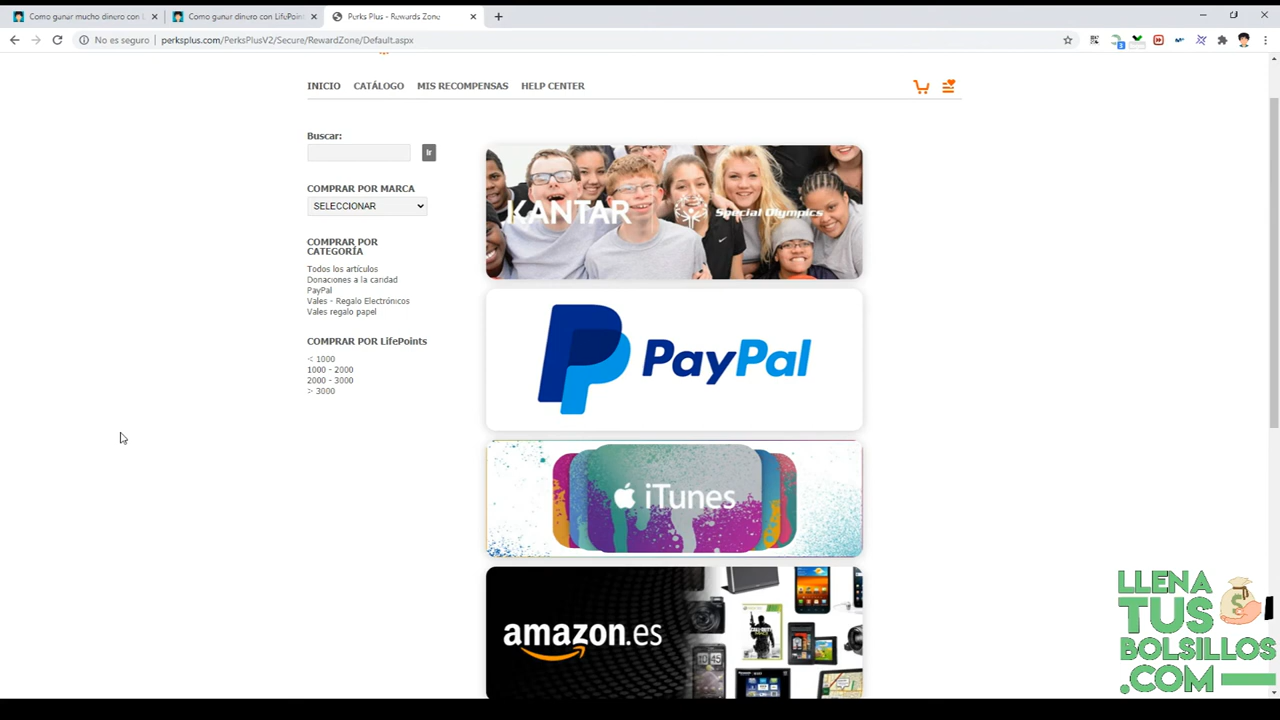 Como ganar mucho dinero con L
Como ganar dinero con LifePoint
Perks Plus - Rewards Zone
No es seguro
perksplus.com/PerksPlusV2/Secure/RewardZone/Default.aspx
INICIO CATÁLOGO MIS RECOMPENSAS HELP CENTER
Buscar:
Ir
COMPRAR POR MARCA
SELECCIONAR
COMPRAR POR
CATEGORÍA
Todos los artículos
Donaciones a la caridad
PayPal
Vales - Regalo Electrónicos
Vales regalo papel
COMPRAR POR LifePoints
< 1000
1000 - 2000
2000 - 3000
> 3000
KANTAR
Special Olympics
PayPal
iTunes
amazon.es
LLENA
TUS
BOLSILLOS
.COM